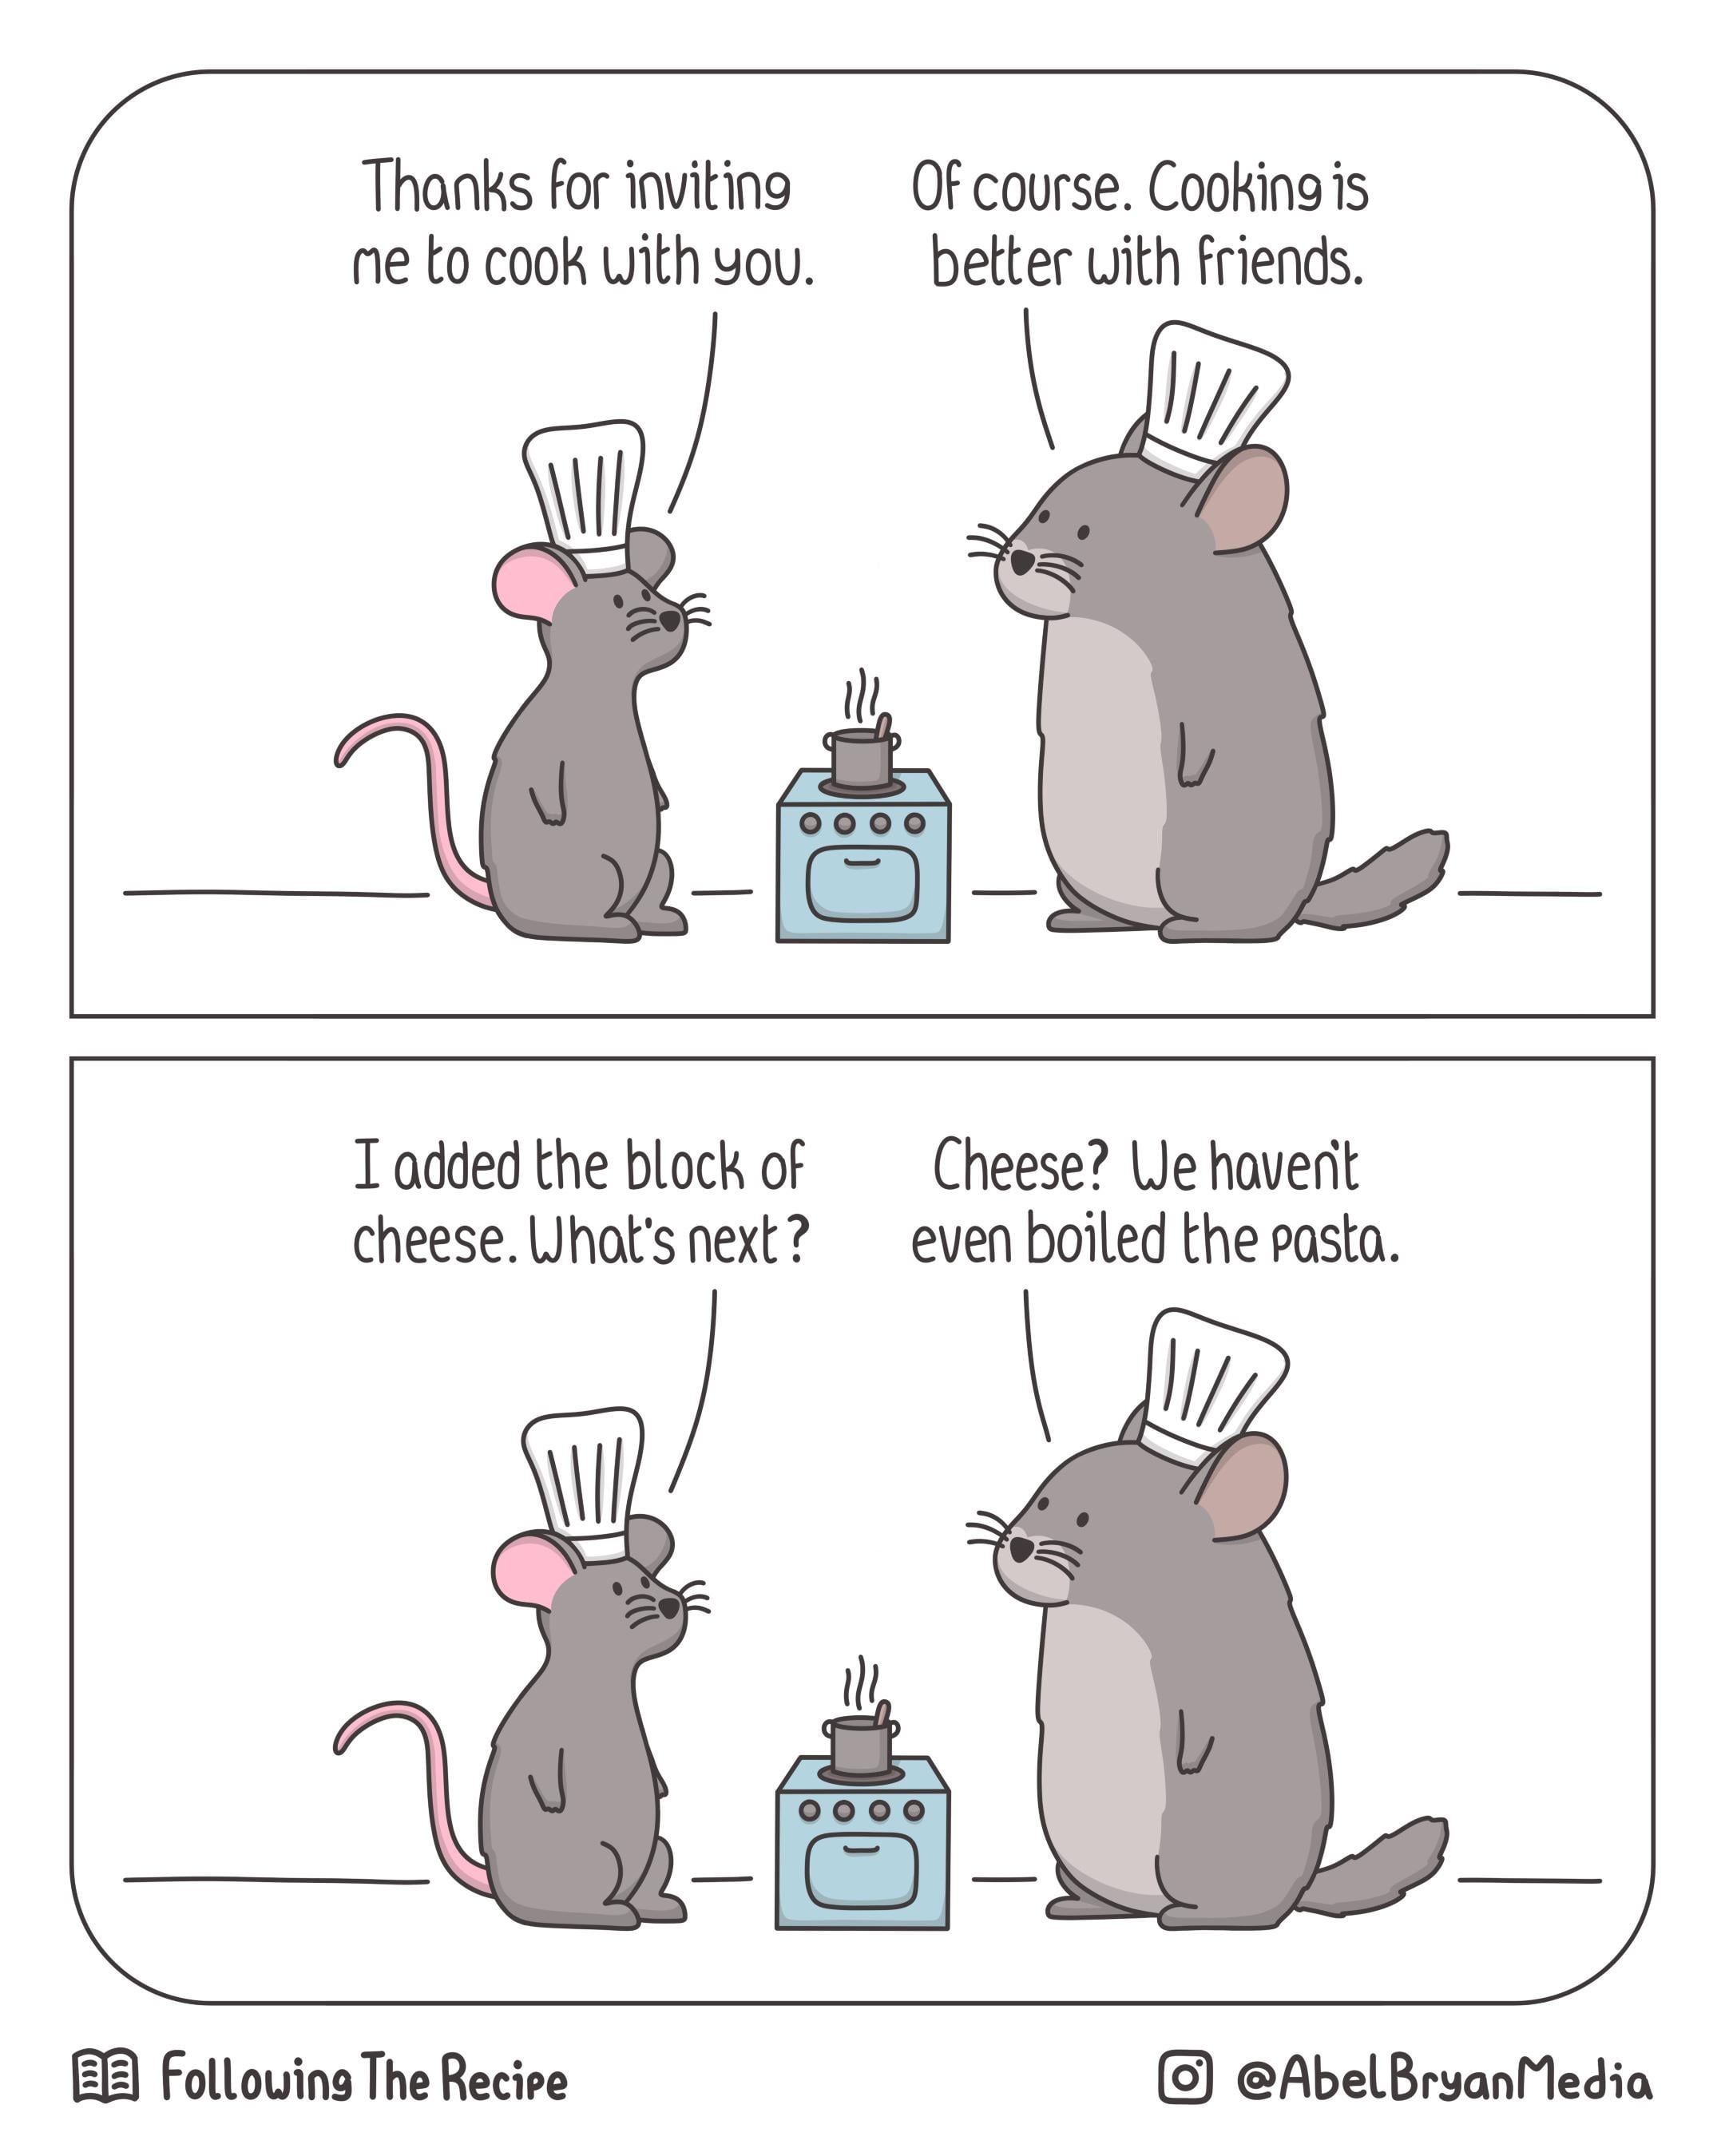 Thanks for inviting
me to cook with you.
Of course. Cooking is
better with friends.
I added the block of
cheese. What's next?
Cheese? We haven't
even boiled the pasta.
Following The Recipe
@AbelBryanMedia